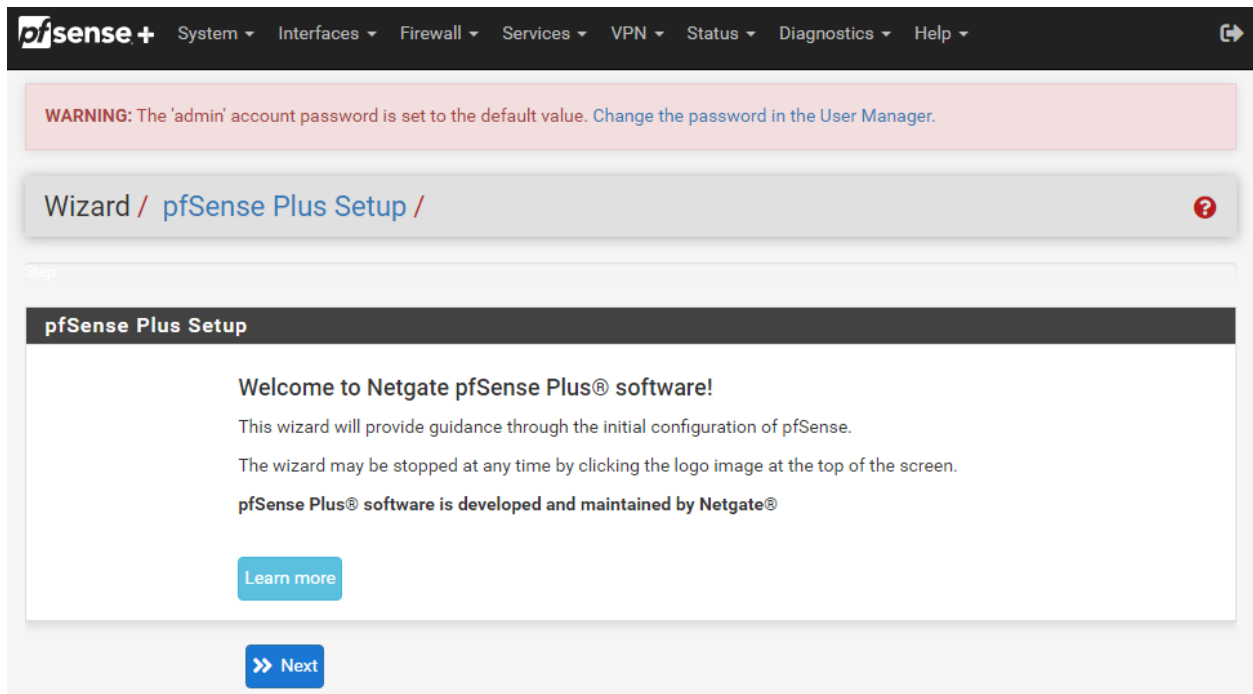 pfsense+ System Interfaces Firewall Services VPN Status Diagnostics Help
WARNING: The 'admin' account password is set to the default value. Change the password in the User Manager.
Wizard / pfSense Plus Setup /
Step
pfSense Plus Setup
Welcome to Netgate pfSense Plus® software!
This wizard will provide guidance through the initial configuration of pfSense.
The wizard may be stopped at any time by clicking the logo image at the top of the screen.
pfSense Plus® software is developed and maintained by Netgate®
Learn more
Next